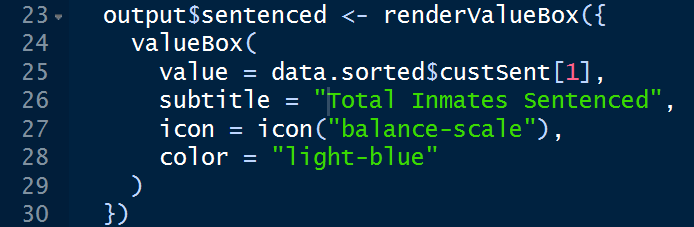 23 output$sentenced <- renderValueBox({
24 valueBox(
25 value = data.sorted$custSent[1],
26 subtitle = "Total Inmates Sentenced",
27 icon = icon("balance-scale"),
28 color = "light-blue"
29 )
30 })